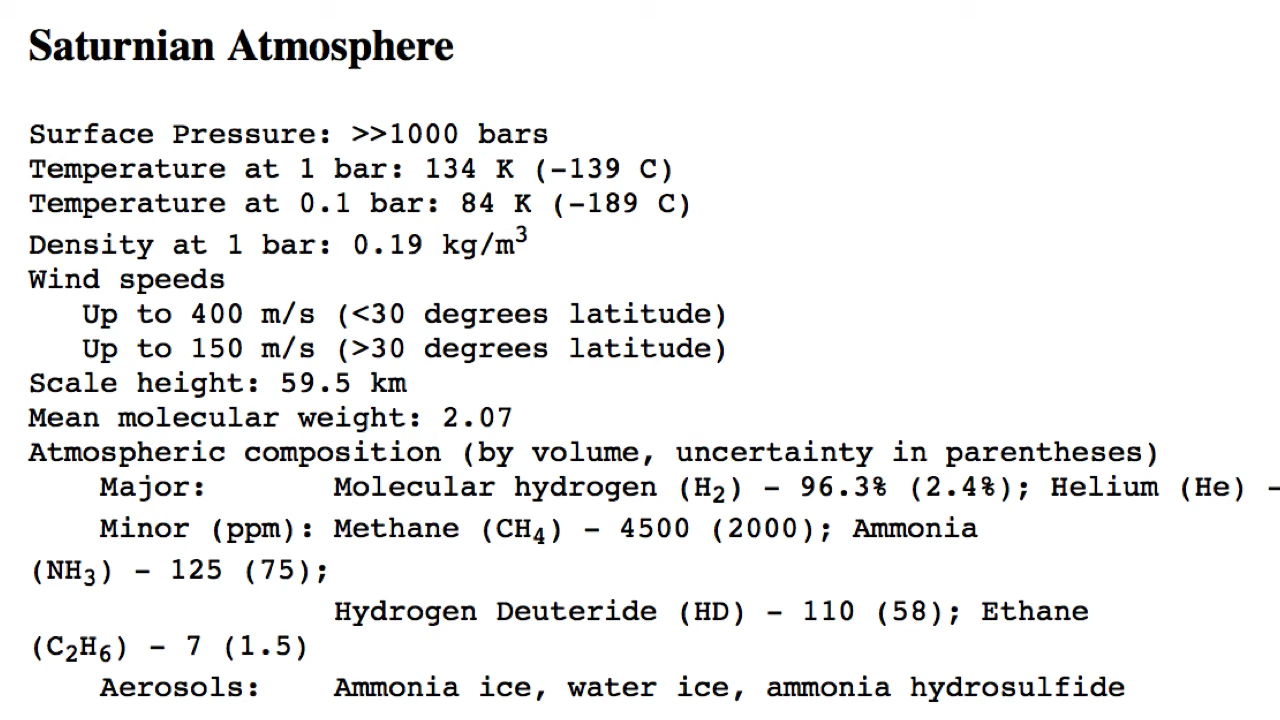 Saturnian Atmosphere
Surface Pressure: >>1000 bars
Temperature at 1 bar: 134 K (-139 C)
Temperature at 0.1 bar: 84 K (-189 C)
Density at 1 bar: 0.19 kg/m³
Wind speeds
Up to 400 m/s (<30 degrees latitude)
Up to 150 m/s (>30 degrees latitude)
Scale height: 59.5 km
Mean molecular weight: 2.07
Atmospheric composition (by volume, uncertainty in parentheses)
Major: Molecular hydrogen (H₂) - 96.3% (2.4%); Helium (He) -
Minor (ppm): Methane (CH₄) - 4500 (2000); Ammonia
(NH₃) - 125 (75);
Hydrogen Deuteride (HD) - 110 (58); Ethane
(C₂H₆) - 7 (1.5)
Aerosols: Ammonia ice, water ice, ammonia hydrosulfide